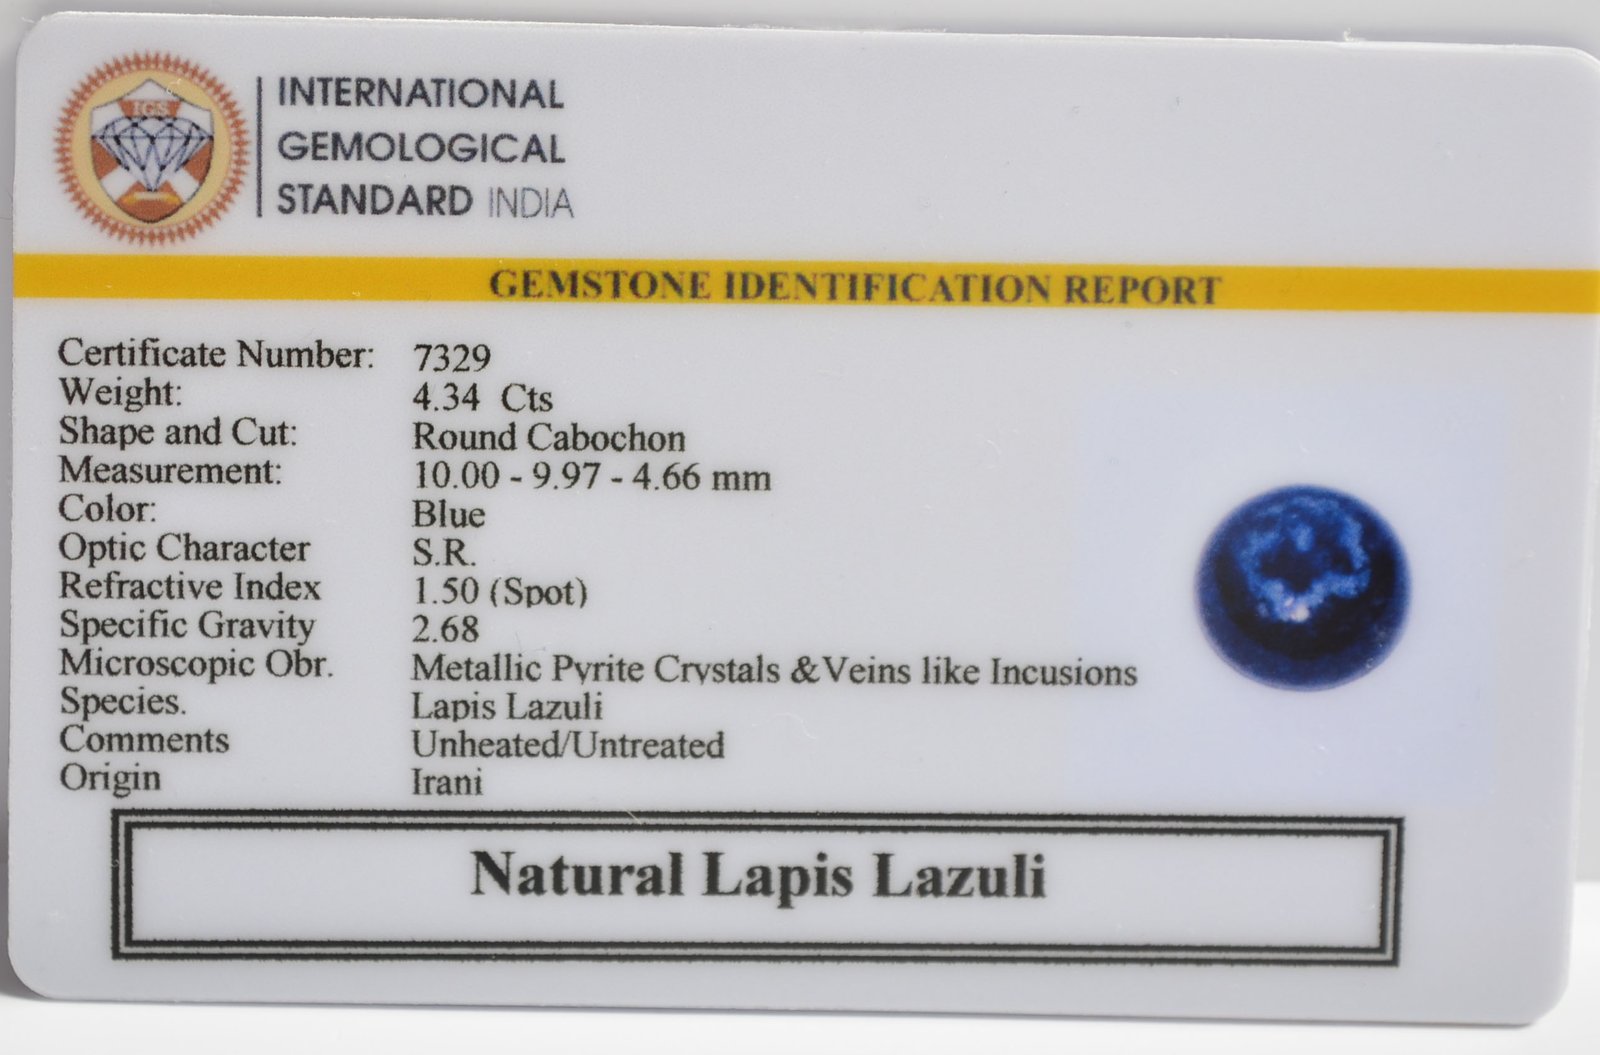 IGS
INTERNATIONAL
GEMOLOGICAL
STANDARD INDIA
GEMSTONE IDENTIFICATION REPORT
Certificate Number: 7329
Weight: 4.34 Cts
Shape and Cut: Round Cabochon
Measurement: 10.00 - 9.97 - 4.66 mm
Color: Blue
Optic Character S.R.
Refractive Index 1.50 (Spot)
Specific Gravity 2.68
Microscopic Obr. Metallic Pyrite Crystals &Veins like Incusions
Species. Lapis Lazuli
Comments Unheated/Untreated
Origin Irani
Natural Lapis Lazuli